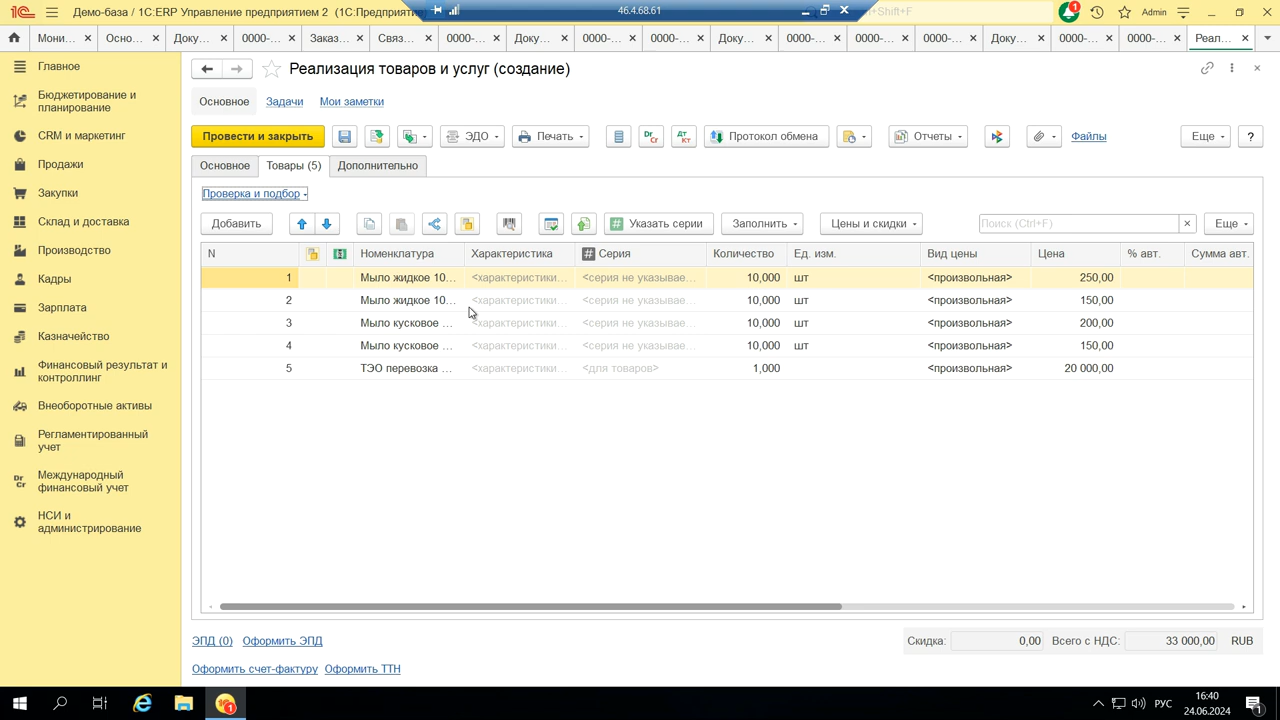 Демо-база / 1С:ERP Управление предприятием 2 (1С:Предприятие
46.4.68.61
+Shift+F)
1
Admin
Мони...
Осно...
Доку...
0000-...
Заказ...
Связ...
0000-...
Доку...
0000-...
0000-...
Доку...
0000-...
0000-...
0000-...
Доку...
0000-...
0000-...
Реал...
Главное
Бюджетирование и
планирование
CRM и маркетинг
Продажи
Закупки
Склад и доставка
Производство
Кадры
Зарплата
Казначейство
Финансовый результат и
контроллинг
Внеоборотные активы
Регламентированный
учет
Международный
финансовый учет
НСИ и
администрирование
Реализация товаров и услуг (создание)
Основное Задачи Мои заметки
Провести и закрыть ЭДО Печать Dr Cr Дт Кт Протокол обмена Отчеты Файлы Еще ?
Основное Товары (5) Дополнительно
Проверка и подбор
Добавить Указать серии Заполнить Цены и скидки Поиск (Ctrl+F) × Еще
N Номенклатура Характеристика Серия Количество Ед. изм. Вид цены Цена % авт. Сумма авт.
1 Мыло жидкое 10... <характеристики... <серия не указывае... 10,000 шт <произвольная> 250,00
2 Мыло жидкое 10... <характеристики... <серия не указывае... 10,000 шт <произвольная> 150,00
3 Мыло кусковое ... <характеристики... <серия не указывае... 10,000 шт <произвольная> 200,00
4 Мыло кусковое ... <характеристики... <серия не указывае... 10,000 шт <произвольная> 150,00
5 ТЭО перевозка ... <характеристики... <для товаров> 1,000 <произвольная> 20 000,00
ЭПД (0) Оформить ЭПД
Скидка: 0,00 Всего с НДС: 33 000,00 RUB
Оформить счет-фактуру Оформить ТТН
РУС
16:40
24.06.2024
1